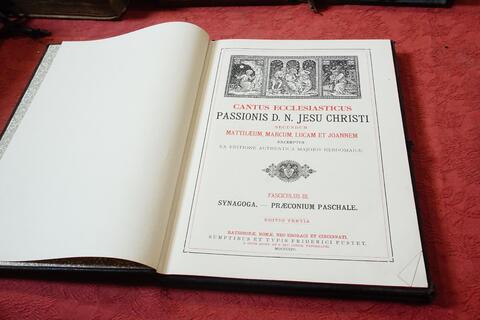 CANTUS ECCLESIASTICUS
PASSIONIS D. N. JESU CHRISTI
SECUNDUM
MATTHÆUM, MARCUM, LUCAM ET JOANNEM
EXCERPTUS
EX EDITIONE AUTHENTICA MAJORIS HEBDOMADÆ
FASCICULUS III.
SYNAGOGA. — PRÆCONIUM PASCHALE.
EDITIO TERTIA
RATISBONÆ, ROMÆ, NEO EBORACI ET CINCINNATI,
SUMPTIBUS ET TYPIS FRIDERICI PUSTET,